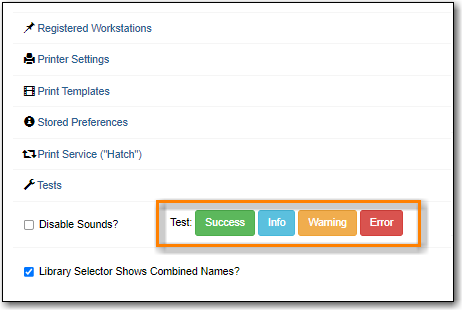 Registered Workstations
Printer Settings
Print Templates
Stored Preferences
Print Service ("Hatch")
Tests
Disable Sounds? Test: Success Info Warning Error
Library Selector Shows Combined Names?